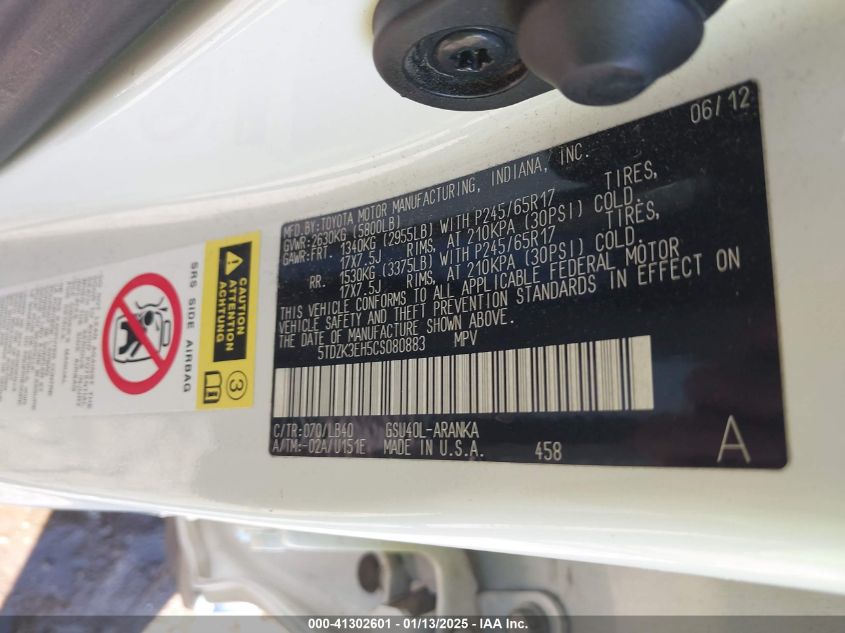 06/12
MFD.BY:TOYOTA MOTOR MANUFACTURING, INDIANA, INC.
GVWR:2630KG (5800LB)
GAWR:FRT. 1340KG (2955LB) WITH P245/65R17 TIRES,
17X7.5J RIMS, AT 210KPA (30PSI) COLD.
RR. 1530KG (3375LB) WITH P245/65R17 TIRES,
17X7.5J RIMS, AT 210KPA (30PSI) COLD.
THIS VEHICLE CONFORMS TO ALL APPLICABLE FEDERAL MOTOR
VEHICLE SAFETY AND THEFT PREVENTION STANDARDS IN EFFECT ON
THE DATE OF MANUFACTURE SHOWN ABOVE.
5TDZK3EH5CS080883 MPV
C/TR:070/LB40 GSU40L-ARANKA
A/TM:-02A/U151E MADE IN U.S.A. 458
A
CAUTION
ATTENTION
ACHTUNG
3
SRS SIDE AIRBAG
000-41302601 - 01/13/2025 - IAA Inc.